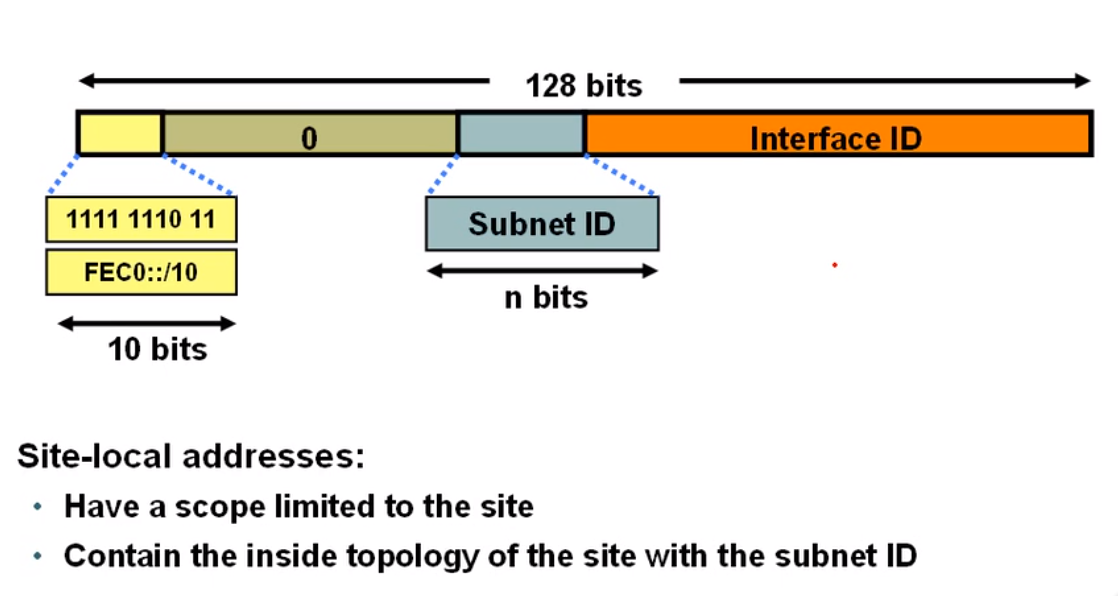 128 bits
0
Interface ID
1111 1110 11
Subnet ID
FEC0::/10
n bits
10 bits
Site-local addresses:
• Have a scope limited to the site
• Contain the inside topology of the site with the subnet ID